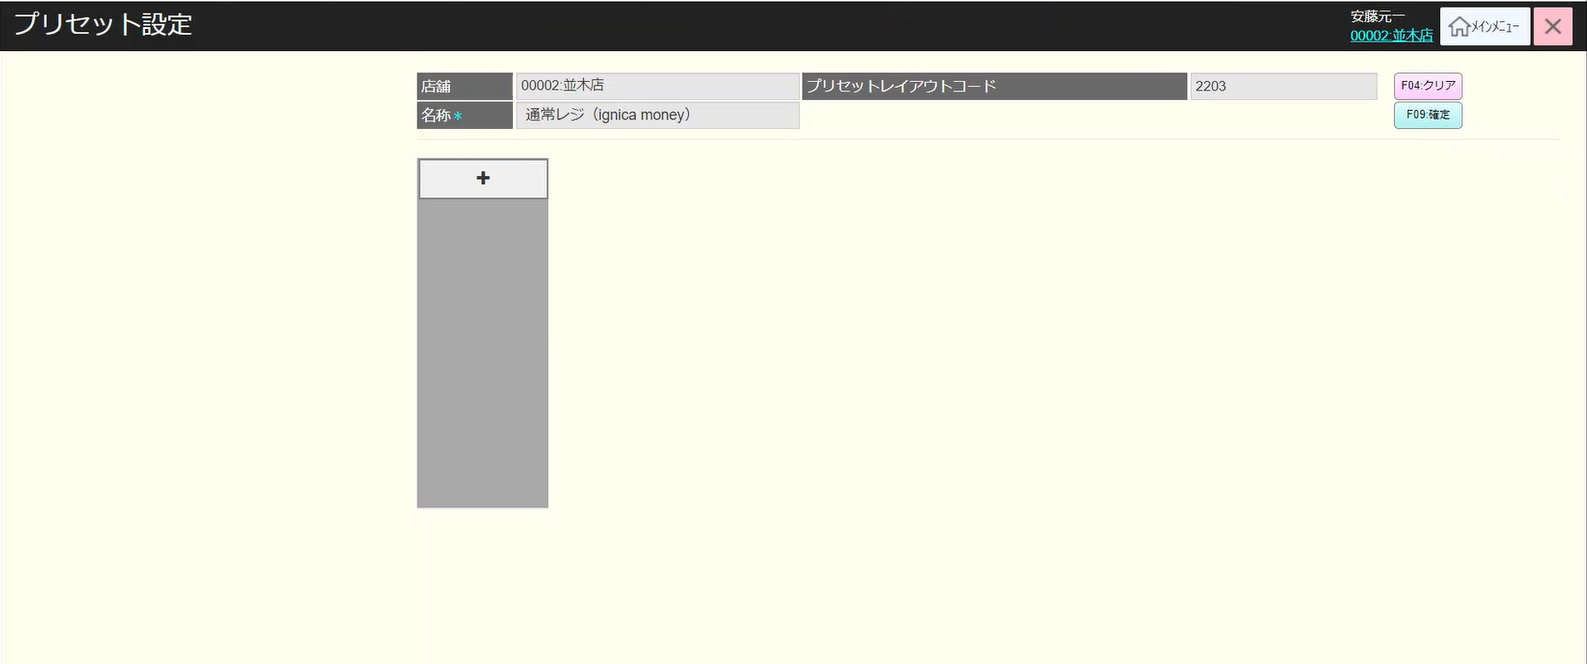 プリセット設定
安藤元一
00002:並木店
ﾒｲﾝﾒﾆｭｰ
店舗 00002:並木店 プリセットレイアウトコード 2203 F04:クリア
名称* 通常レジ（ignica money） F09:確定
+